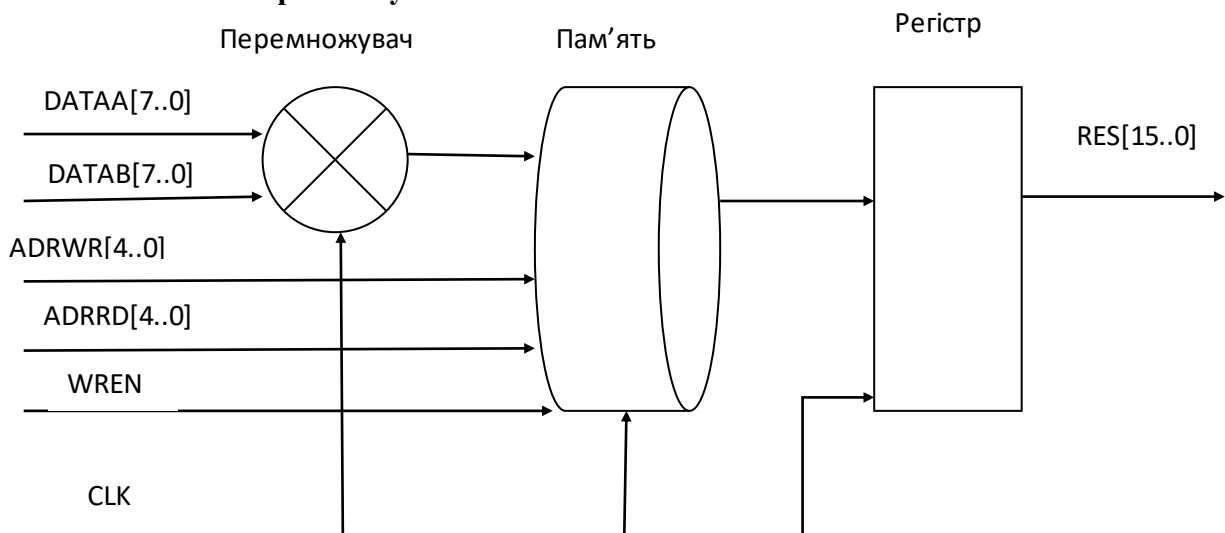 Перемножувач
Пам’ять
Регістр
DATAA[7..0]
DATAB[7..0]
ADRWR[4..0]
ADRRD[4..0]
WREN
CLK
RES[15..0]